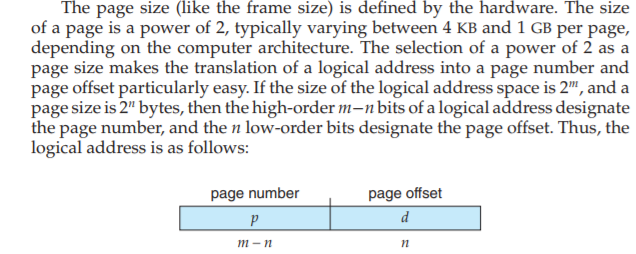 The page size (like the frame size) is defined by the hardware. The size
of a page is a power of 2, typically varying between 4 KB and 1 GB per page,
depending on the computer architecture. The selection of a power of 2 as a
page size makes the translation of a logical address into a page number and
page offset particularly easy. If the size of the logical address space is 2ᵐ, and a
page size is 2ⁿ bytes, then the high-order m−n bits of a logical address designate
the page number, and the n low-order bits designate the page offset. Thus, the
logical address is as follows:
page number page offset
p d
m − n n